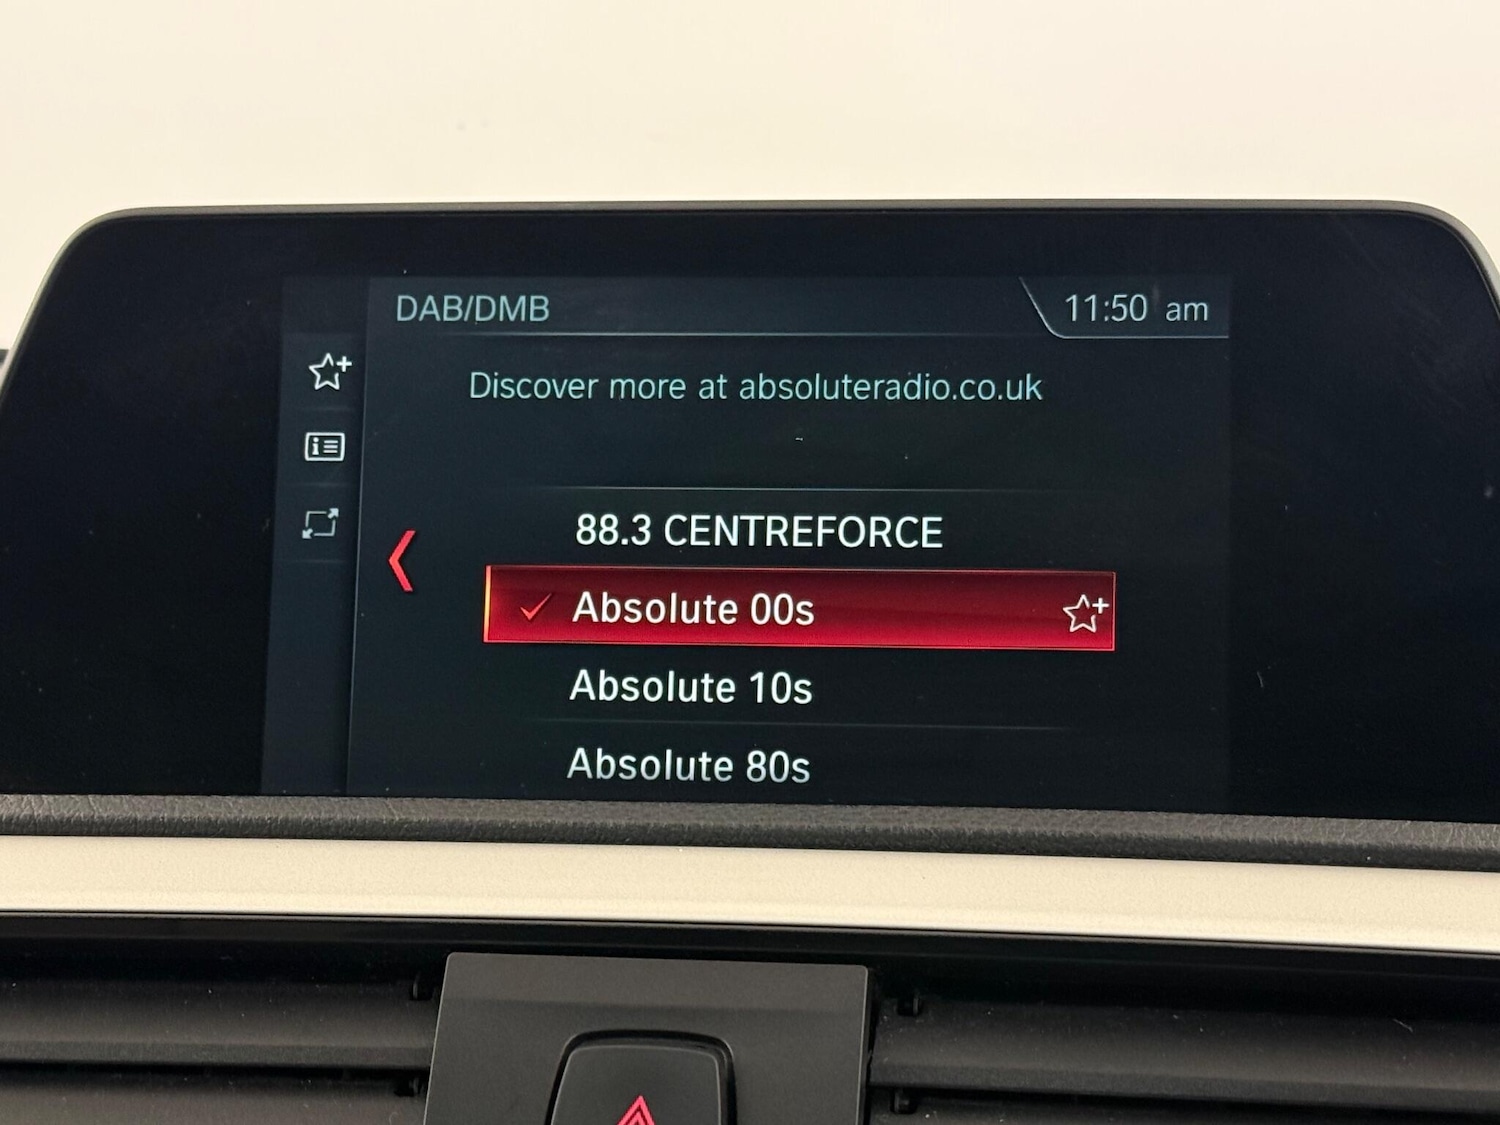 DAB/DMB
11:50 am
Discover more at absoluteradio.co.uk
88.3 CENTREFORCE
Absolute 00s
Absolute 10s
Absolute 80s